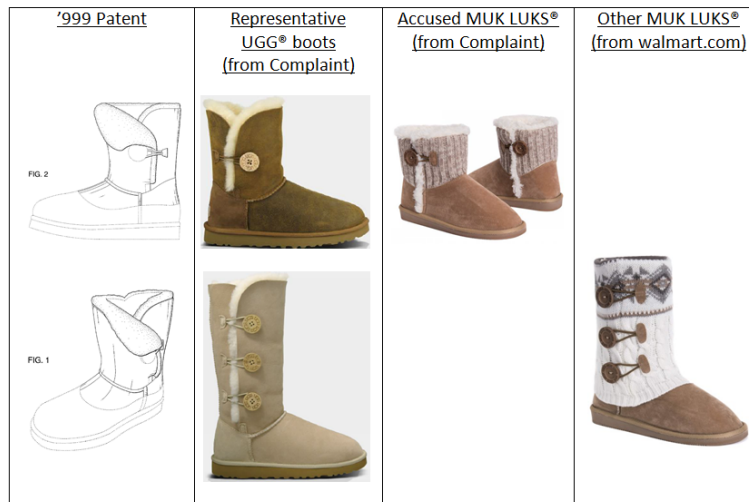 '999 Patent
Representative
UGG® boots
(from Complaint)
Accused MUK LUKS®
(from Complaint)
Other MUK LUKS®
(from walmart.com)
FIG. 2
FIG. 1